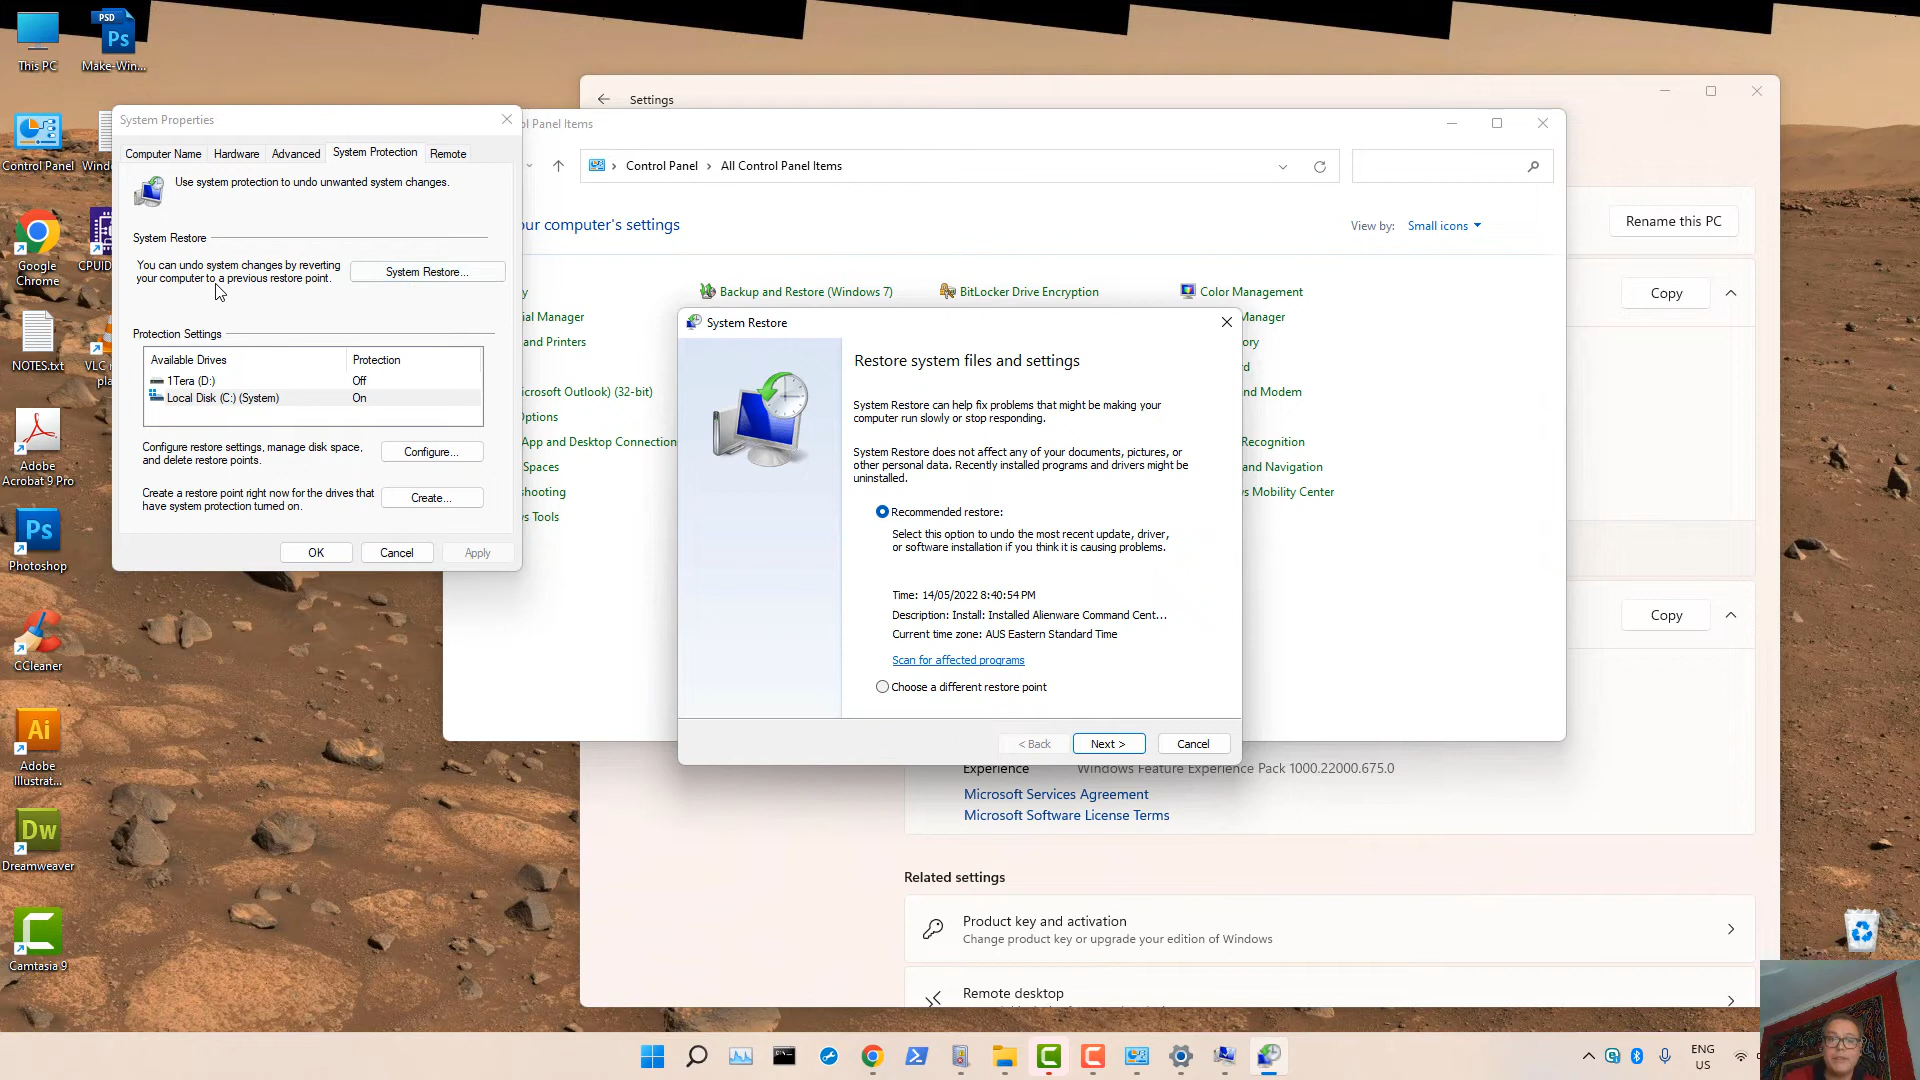 This PC
PSD
Ps
Make-Win...
Control Panel
Wind
Google
Chrome
CPUID
NOTES.txt
VLC
pla
Adobe
Acrobat 9 Pro
Ps
Photoshop
CCleaner
Ai
Adobe
Illustrat...
Dw
Dreamweaver
Camtasia 9
System Properties
Computer Name
Hardware
Advanced
System Protection
Remote
Use system protection to undo unwanted system changes.
System Restore
You can undo system changes by reverting
your computer to a previous restore point.
System Restore...
Protection Settings
Available Drives
Protection
1Tera (D:)
Off
Local Disk (C:) (System)
On
Configure restore settings, manage disk space,
and delete restore points.
Configure...
Create a restore point right now for the drives that
have system protection turned on.
Create...
OK
Cancel
Apply
Settings
ol Panel Items
Control Panel
All Control Panel Items
our computer's settings
View by:
Small icons
y
Backup and Restore (Windows 7)
BitLocker Drive Encryption
Color Management
ial Manager
Manager
and Printers
ory
d
icrosoft Outlook) (32-bit)
and Modem
Options
App and Desktop Connection
Recognition
Spaces
and Navigation
shooting
s Mobility Center
s Tools
System Restore
Restore system files and settings
System Restore can help fix problems that might be making your
computer run slowly or stop responding.
System Restore does not affect any of your documents, pictures, or
other personal data. Recently installed programs and drivers might be
uninstalled.
Recommended restore:
Select this option to undo the most recent update, driver,
or software installation if you think it is causing problems.
Time: 14/05/2022 8:40:54 PM
Description: Install: Installed Alienware Command Cent...
Current time zone: AUS Eastern Standard Time
Scan for affected programs
Choose a different restore point
< Back
Next >
Cancel
Rename this PC
Copy
Copy
Experience
Windows Feature Experience Pack 1000.22000.675.0
Microsoft Services Agreement
Microsoft Software License Terms
Related settings
Product key and activation
Change product key or upgrade your edition of Windows
Remote desktop
ENG
US